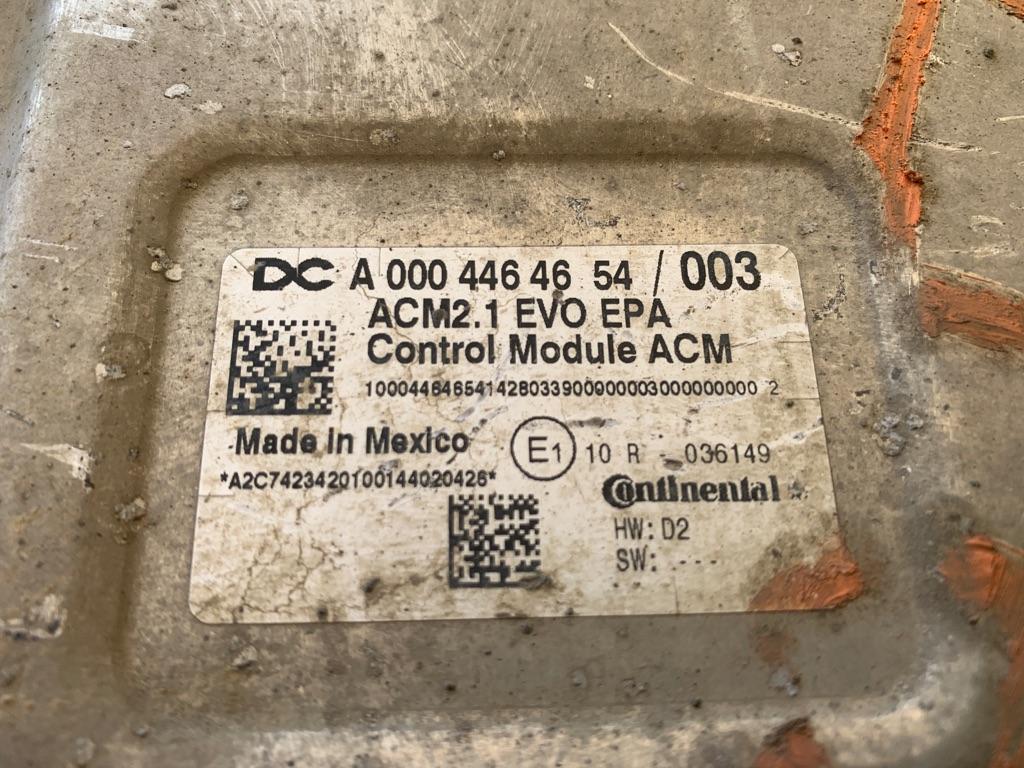 DC A 000 446 46 54 / 003
ACM2.1 EVO EPA
Control Module ACM
100044646541428033900900003000000000 2
Made in Mexico
E1 10 R - 036149
*A2C7423420100144020426*
Continental
HW: D2
SW: ---